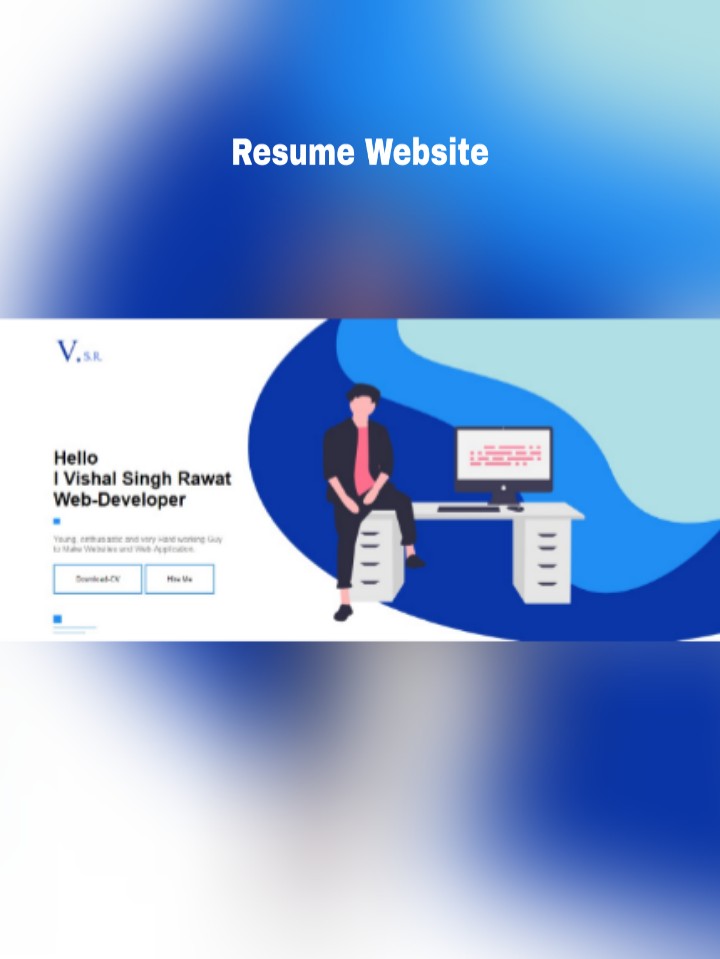 Resume Website
V. S.R.
Hello
I Vishal Singh Rawat
Web-Developer
Young, enthusiastic and very Hard working Guy
to Make Websites and Web Application.
Download-CV
Hire Me